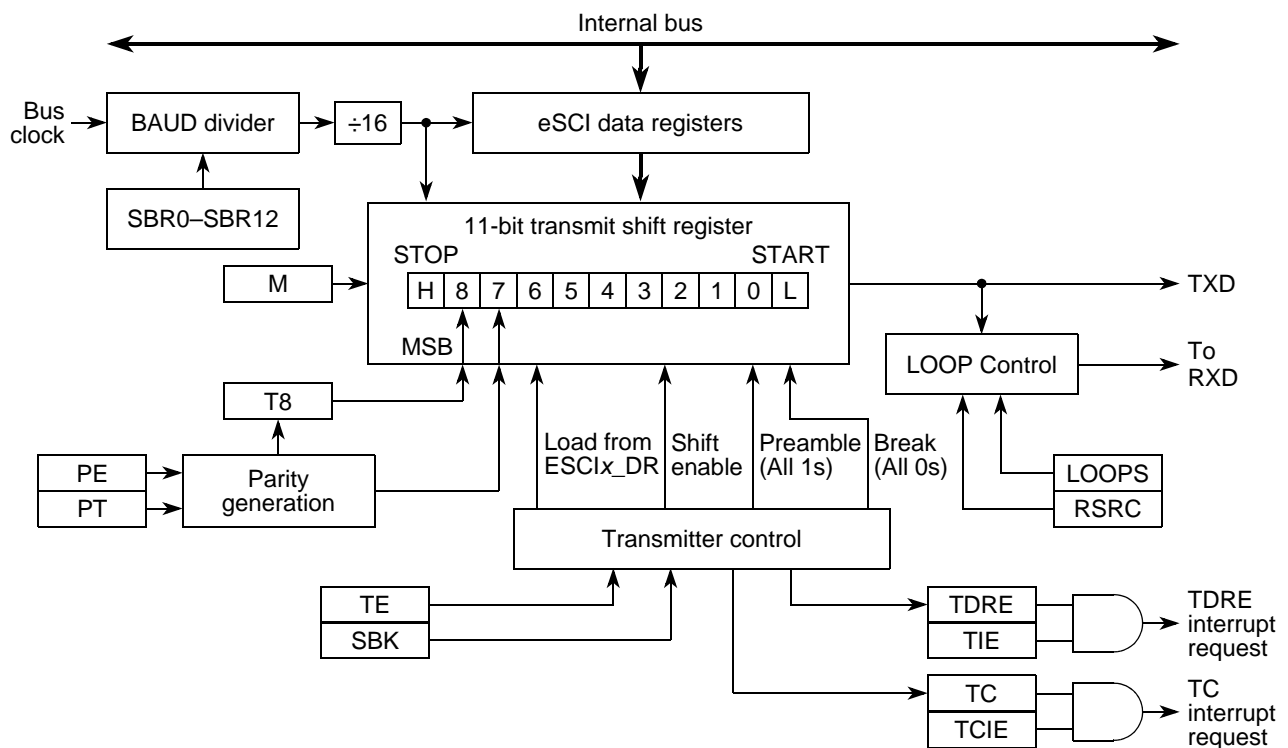 Internal bus
Bus
clock
BAUD divider
÷16
eSCI data registers
SBR0–SBR12
11-bit transmit shift register
STOP
START
M
H 8 7 6 5 4 3 2 1 0 L
TXD
MSB
LOOP Control
To
RXD
T8
Load from
ESCIx_DR
Shift
enable
Preamble
(All 1s)
Break
(All 0s)
PE
PT
Parity
generation
LOOPS
RSRC
Transmitter control
TE
SBK
TDRE
TIE
TDRE
interrupt
request
TC
TCIE
TC
interrupt
request